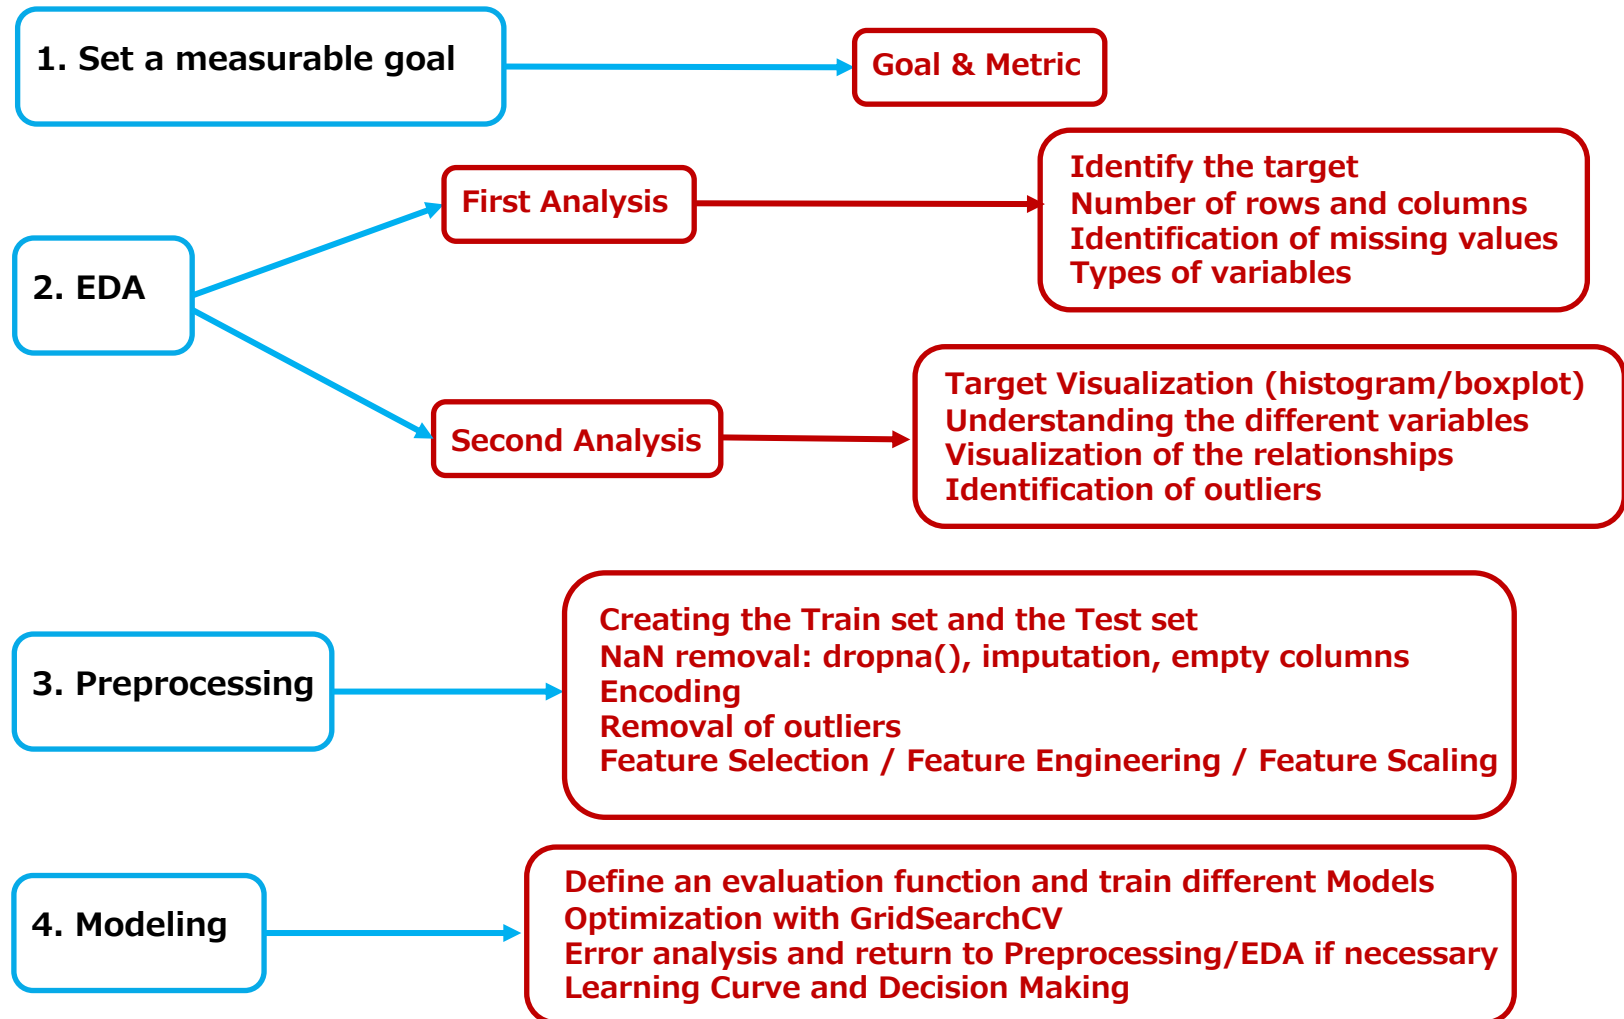 1. Set a measurable goal
Goal & Metric
2. EDA
First Analysis
Identify the target
Number of rows and columns
Identification of missing values
Types of variables
Second Analysis
Target Visualization (histogram/boxplot)
Understanding the different variables
Visualization of the relationships
Identification of outliers
3. Preprocessing
Creating the Train set and the Test set
NaN removal: dropna(), imputation, empty columns
Encoding
Removal of outliers
Feature Selection / Feature Engineering / Feature Scaling
4. Modeling
Define an evaluation function and train different Models
Optimization with GridSearchCV
Error analysis and return to Preprocessing/EDA if necessary
Learning Curve and Decision Making